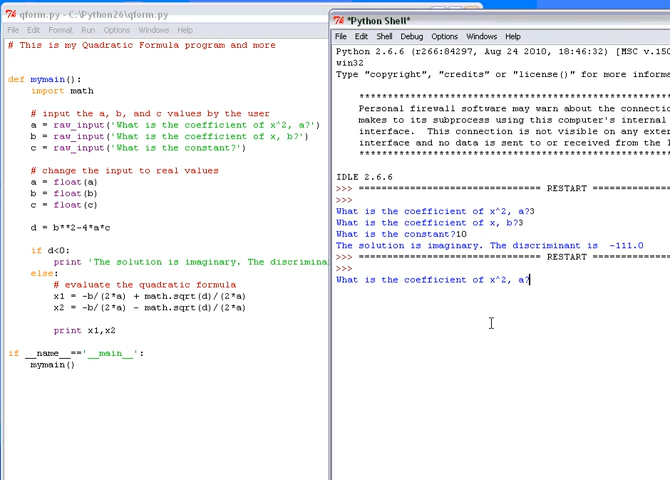 qform.py - C:\Python26\qform.py
File Edit Format Run Options Windows Help
# This is my Quadratic Formula program and more
def mymain():
    import math
    # input the a, b, and c values by the user
    a = raw_input('What is the coefficient of x^2, a?')
    b = raw_input('What is the coefficient of x, b?')
    c = raw_input('What is the constant?')
    # change the input to real values
    a = float(a)
    b = float(b)
    c = float(c)
    d = b**2-4*a*c
    if d<0:
        print 'The solution is imaginary. The discrimina
    else:
        # evaluate the quadratic formula
        x1 = -b/(2*a) + math.sqrt(d)/(2*a)
        x2 = -b/(2*a) - math.sqrt(d)/(2*a)
        print x1,x2
if __name__=='__main__':
    mymain()
*Python Shell*
File Edit Shell Debug Options Windows Help
Python 2.6.6 (r266:84297, Aug 24 2010, 18:46:32) [MSC v.150
win32
Type "copyright", "credits" or "license()" for more informa
****************************************************
Personal firewall software may warn about the connectio
makes to its subprocess using this computer's internal
interface. This connection is not visible on any exter
interface and no data is sent to or received from the I
****************************************************
IDLE 2.6.6
>>> ================================ RESTART ==============
>>>
What is the coefficient of x^2, a?3
What is the coefficient of x, b?3
What is the constant?10
The solution is imaginary. The discriminant is  -111.0
>>> ================================ RESTART ==============
>>>
What is the coefficient of x^2, a?